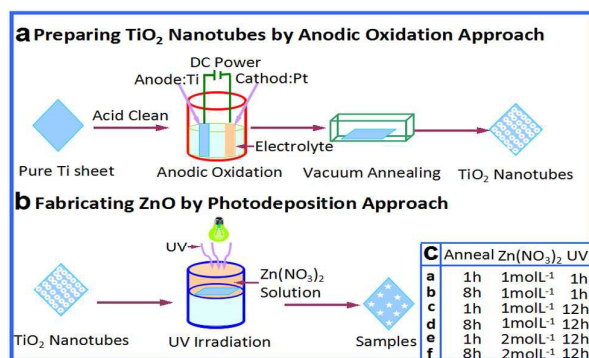 a Preparing TiO₂ Nanotubes by Anodic Oxidation Approach
DC Power
Anode:Ti
Cathod:Pt
Acid Clean
Electrolyte
Pure Ti sheet
Anodic Oxidation
Vacuum Annealing
TiO₂ Nanotubes
b Fabricating ZnO by Photodeposition Approach
UV
Zn(NO₃)₂
Solution
TiO₂ Nanotubes
UV Irradiation
Samples
C Anneal Zn(NO₃)₂ UV
a 1h 1molL⁻¹ 1h
b 8h 1molL⁻¹ 1h
c 1h 1molL⁻¹ 12h
d 8h 1molL⁻¹ 12h
e 1h 2molL⁻¹ 12h
f 8h 2molL⁻¹ 12h